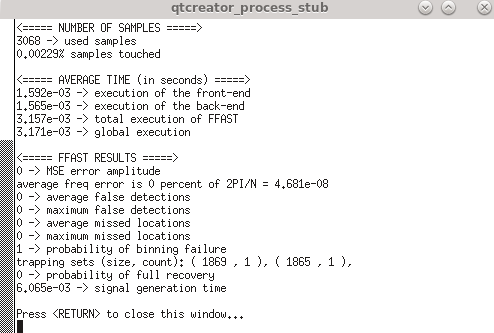 qtcreator_process_stub
<===== NUMBER OF SAMPLES =====>
3068 -> used samples
0.00229% samples touched
<===== AVERAGE TIME (in seconds) =====>
1.592e-03 -> execution of the front-end
1.565e-03 -> execution of the back-end
3.157e-03 -> total execution of FFAST
3.171e-03 -> global execution
<===== FFAST RESULTS =====>
0 -> MSE error amplitude
average freq error is 0 percent of 2PI/N = 4.681e-08
0 -> average false detections
0 -> maximum false detections
0 -> average missed locations
0 -> maximum missed locations
1 -> probability of binning failure
trapping sets (size, count): ( 1869 , 1 ), ( 1865 , 1 ),
0 -> probability of full recovery
6.065e-03 -> signal generation time
Press <RETURN> to close this window...